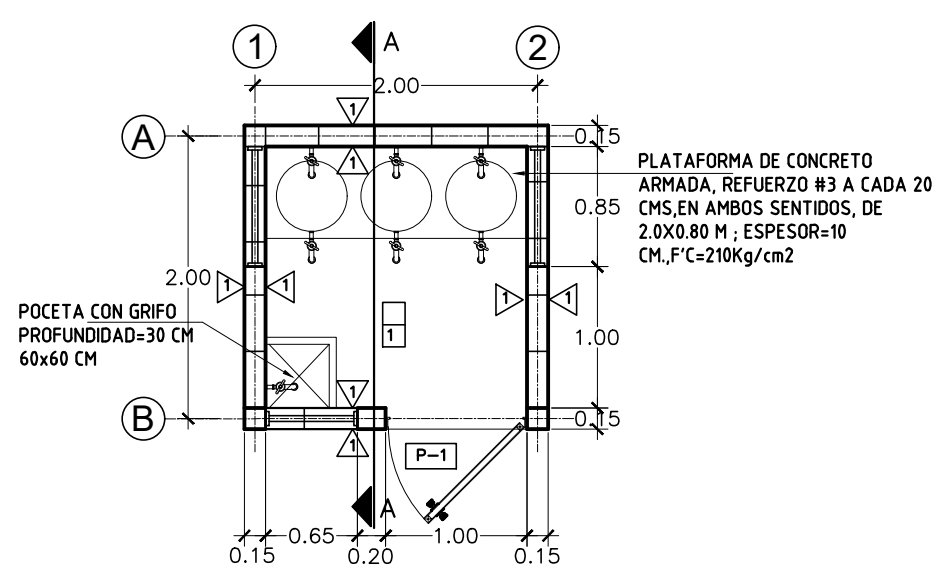 1
A
2
2.00
1
A
0.15
1
PLATAFORMA DE CONCRETO
ARMADA, REFUERZO #3 A CADA 20
CMS,EN AMBOS SENTIDOS, DE
2.0X0.80 M ; ESPESOR=10
CM.,F'C=210Kg/cm2
0.85
2.00
1
1
1
1
POCETA CON GRIFO
PROFUNDIDAD=30 CM
60x60 CM
1
1.00
1
B
0.15
1
P-1
A
0.65
1.00
0.15
0.20
0.15